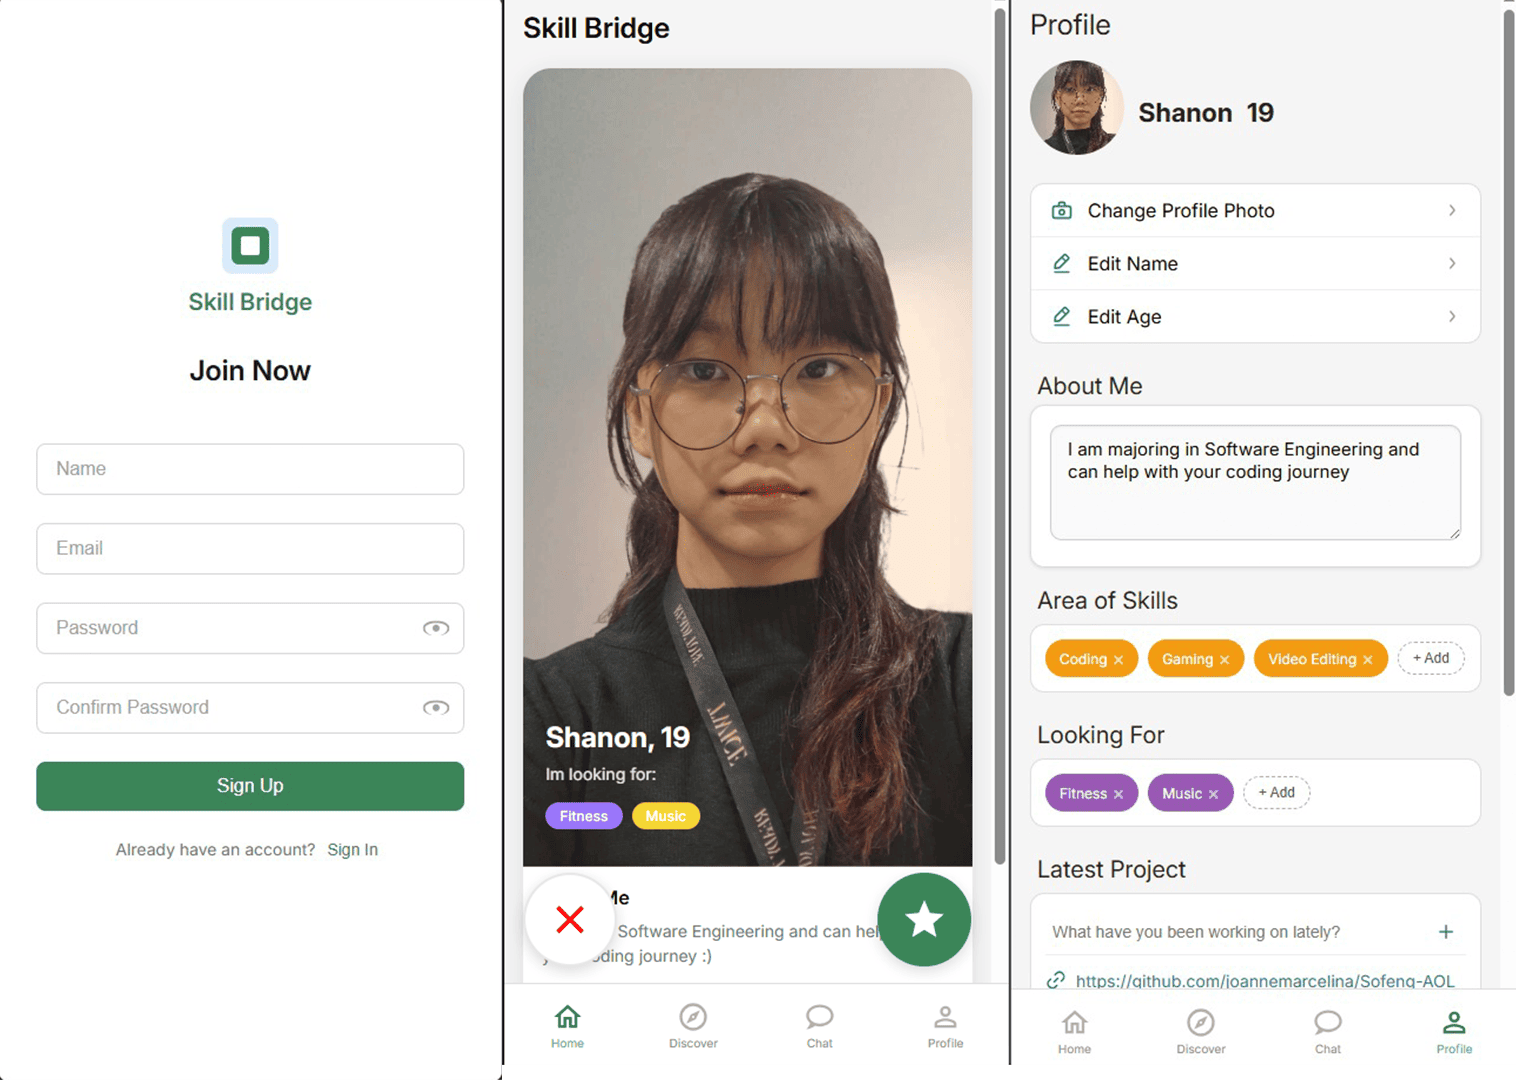 Skill Bridge
Join Now
Name
Email
Password
Confirm Password
Sign Up
Already have an account? Sign In
Skill Bridge
Shanon, 19
Im looking for:
Fitness
Music
Me
Software Engineering and can hel
ding journey :)
Home
Discover
Chat
Profile
Profile
Shanon 19
Change Profile Photo
Edit Name
Edit Age
About Me
I am majoring in Software Engineering and
can help with your coding journey
Area of Skills
Coding ×
Gaming ×
Video Editing ×
+ Add
Looking For
Fitness ×
Music ×
+ Add
Latest Project
What have you been working on lately? +
https://github.com/joannemarcelina/Sofeng-AOL
Home
Discover
Chat
Profile